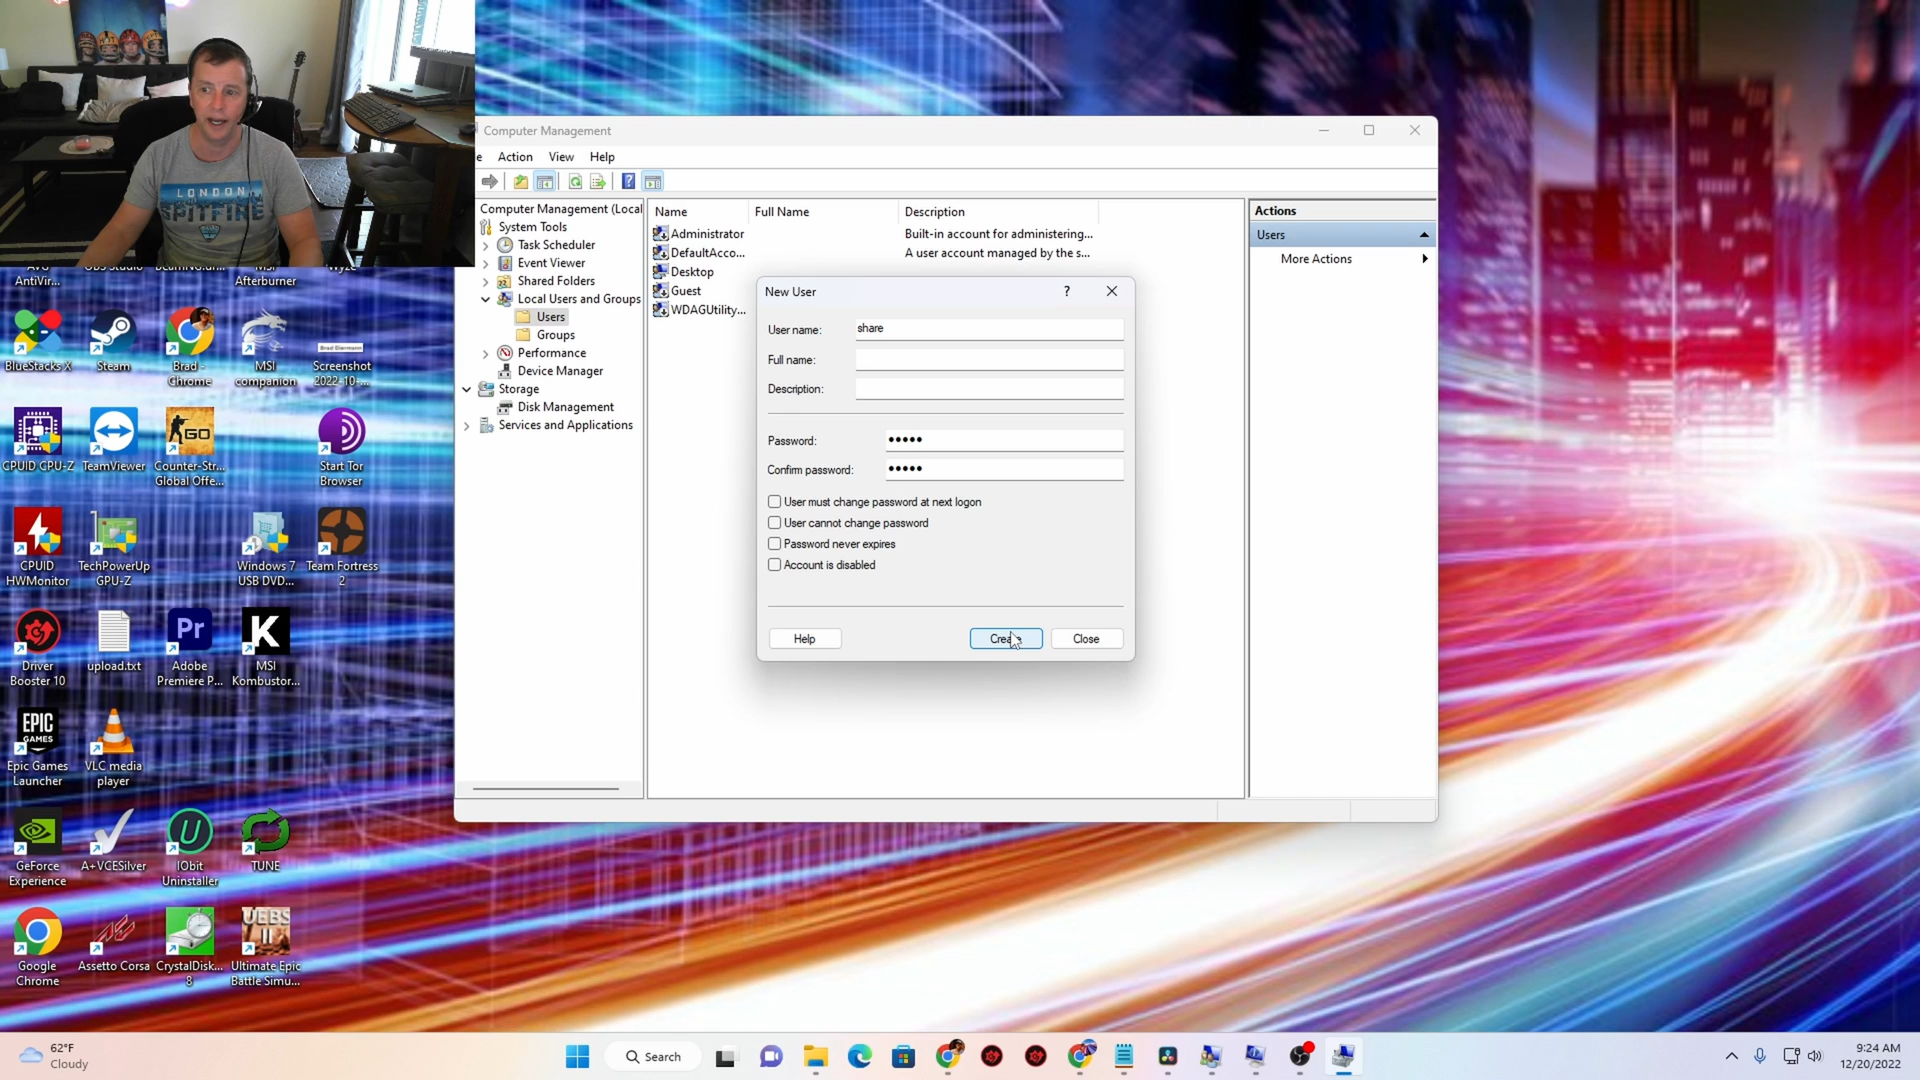 LONDON
SPITFIRE
Computer Management
Action View Help
Computer Management (Local
System Tools
Task Scheduler
Event Viewer
Shared Folders
Local Users and Groups
Users
Groups
Performance
Device Manager
Storage
Disk Management
Services and Applications
Name Full Name Description
Administrator Built-in account for administering...
DefaultAcco... A user account managed by the s...
Desktop
Guest
WDAGUtility...
Actions
Users
More Actions
New User
User name: share
Full name:
Description:
Password: •••••
Confirm password: •••••
User must change password at next logon
User cannot change password
Password never expires
Account is disabled
Help
Close
AntiVir...
Afterburner
BlueStacks X
Steam
Brad -
Chrome
MSI
companion
Screenshot
2022-10-...
CPUID CPU-Z
TeamViewer
GO
Counter-Str...
Global Offe...
Start Tor
Browser
CPUID
HWMonitor
TechPowerUp
GPU-Z
Windows 7
USB DVD...
Team Fortress
2
Driver
Booster 10
upload.txt
Pr
Adobe
Premiere P...
K
MSI
Kombustor...
EPIC
GAMES
Epic Games
Launcher
VLC media
player
GeForce
Experience
A+VCESilver
IObit
Uninstaller
TUNE
Google
Chrome
Assetto Corsa
CrystalDisk...
8
UEBS
II
Ultimate Epic
Battle Simu...
62°F
Cloudy
Search
9:24 AM
12/20/2022